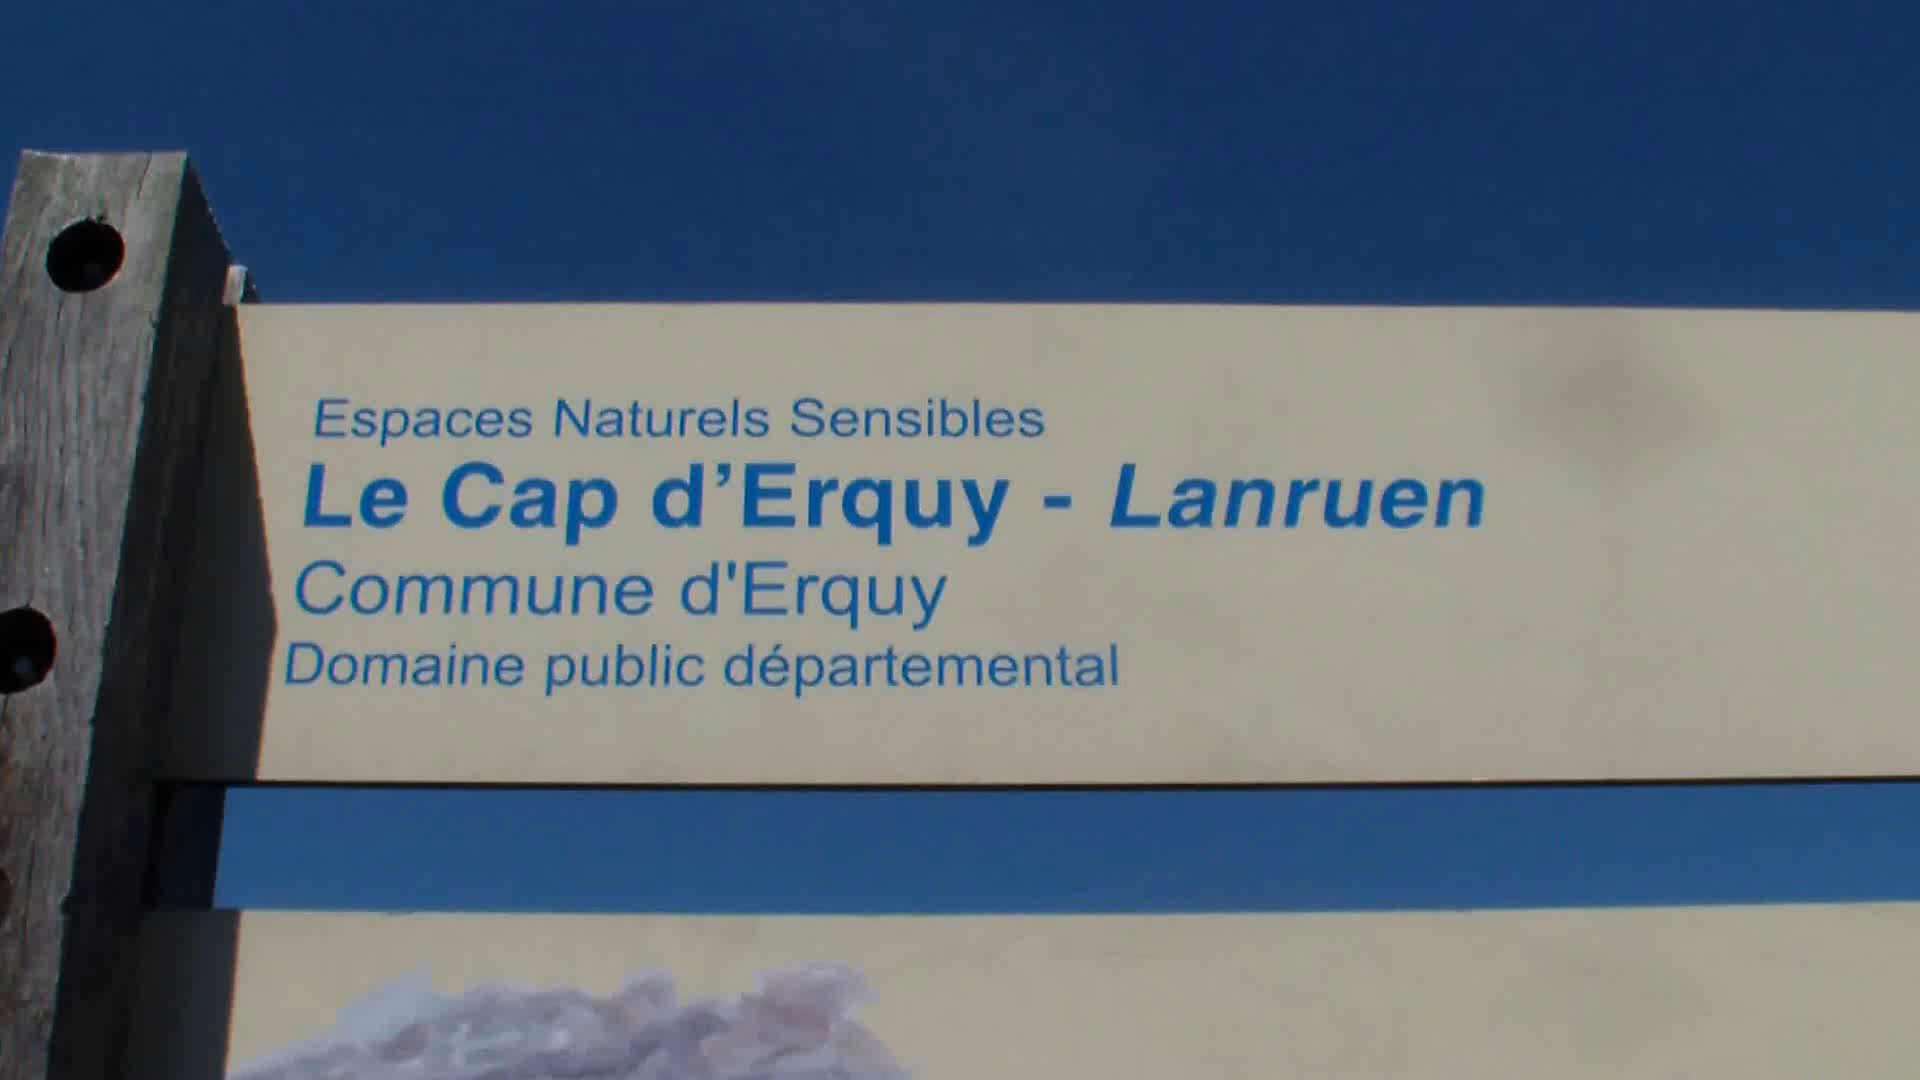 Espaces Naturels Sensibles
Le Cap d’Erquy - Lanruen
Commune d'Erquy
Domaine public départemental